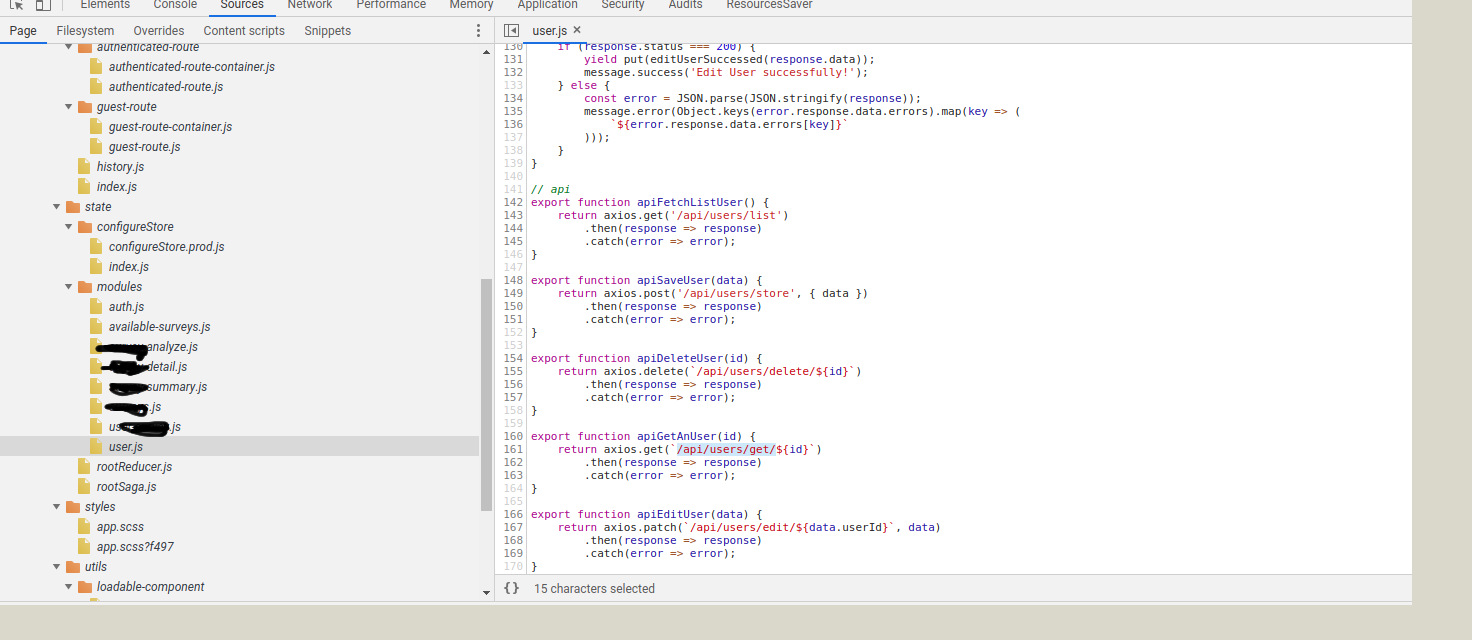 Elements Console Sources Network Performance Memory Application Security Audits ResourcesSaver
Page Filesystem Overrides Content scripts Snippets
user.js ×
authenticated-route
authenticated-route-container.js
authenticated-route.js
guest-route
guest-route-container.js
guest-route.js
history.js
index.js
state
configureStore
configureStore.prod.js
index.js
modules
auth.js
available-surveys.js
analyze.js
detail.js
summary.js
.js
us .js
user.js
rootReducer.js
rootSaga.js
styles
app.scss
app.scss?f497
utils
loadable-component
130 if (response.status === 200) {
131 yield put(editUserSuccessed(response.data));
132 message.success('Edit User successfully!');
133 } else {
134 const error = JSON.parse(JSON.stringify(response));
135 message.error(Object.keys(error.response.data.errors).map(key => (
136 `${error.response.data.errors[key]}`
137 )));
138 }
139 }
140
141 // api
142 export function apiFetchListUser() {
143 return axios.get('/api/users/list')
144 .then(response => response)
145 .catch(error => error);
146 }
147
148 export function apiSaveUser(data) {
149 return axios.post('/api/users/store', { data })
150 .then(response => response)
151 .catch(error => error);
152 }
153
154 export function apiDeleteUser(id) {
155 return axios.delete(`/api/users/delete/${id}`)
156 .then(response => response)
157 .catch(error => error);
158 }
159
160 export function apiGetAnUser(id) {
161 return axios.get(`/api/users/get/${id}`)
162 .then(response => response)
163 .catch(error => error);
164 }
165
166 export function apiEditUser(data) {
167 return axios.patch(`/api/users/edit/${data.userId}`, data)
168 .then(response => response)
169 .catch(error => error);
170 }
{} 15 characters selected